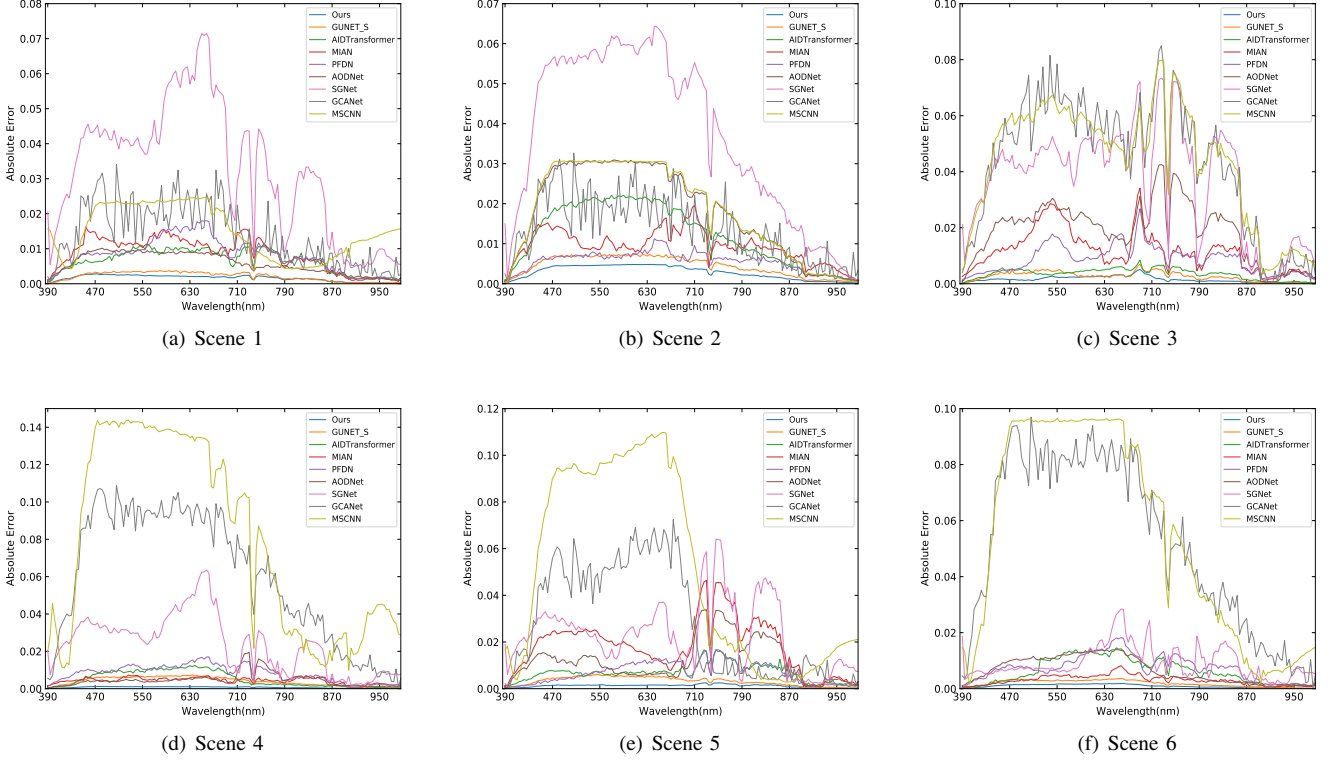 0.08
0.07
0.06
0.05
0.04
0.03
0.02
0.01
0.00
Absolute Error
390 470 550 630 710 790 870 950
Wavelength(nm)
Ours
GUNET_S
AIDTransformer
MIAN
PFDN
AODNet
SGNet
GCANet
MSCNN
(a) Scene 1
0.07
0.06
0.05
0.04
0.03
0.02
0.01
0.00
Absolute Error
390 470 550 630 710 790 870 950
Wavelength(nm)
Ours
GUNET_S
AIDTransformer
MIAN
PFDN
AODNet
SGNet
GCANet
MSCNN
(b) Scene 2
0.10
0.08
0.06
0.04
0.02
0.00
Absolute Error
390 470 550 630 710 790 870 950
Wavelength(nm)
Ours
GUNET_S
AIDTransformer
MIAN
PFDN
AODNet
SGNet
GCANet
MSCNN
(c) Scene 3
0.14
0.12
0.10
0.08
0.06
0.04
0.02
0.00
Absolute Error
390 470 550 630 710 790 870 950
Wavelength(nm)
Ours
GUNET_S
AIDTransformer
MIAN
PFDN
AODNet
SGNet
GCANet
MSCNN
(d) Scene 4
0.12
0.10
0.08
0.06
0.04
0.02
0.00
Absolute Error
390 470 550 630 710 790 870 950
Wavelength(nm)
Ours
GUNET_S
AIDTransformer
MIAN
PFDN
AODNet
SGNet
GCANet
MSCNN
(e) Scene 5
0.10
0.08
0.06
0.04
0.02
0.00
Absolute Error
390 470 550 630 710 790 870 950
Wavelength(nm)
Ours
GUNET_S
AIDTransformer
MIAN
PFDN
AODNet
SGNet
GCANet
MSCNN
(f) Scene 6